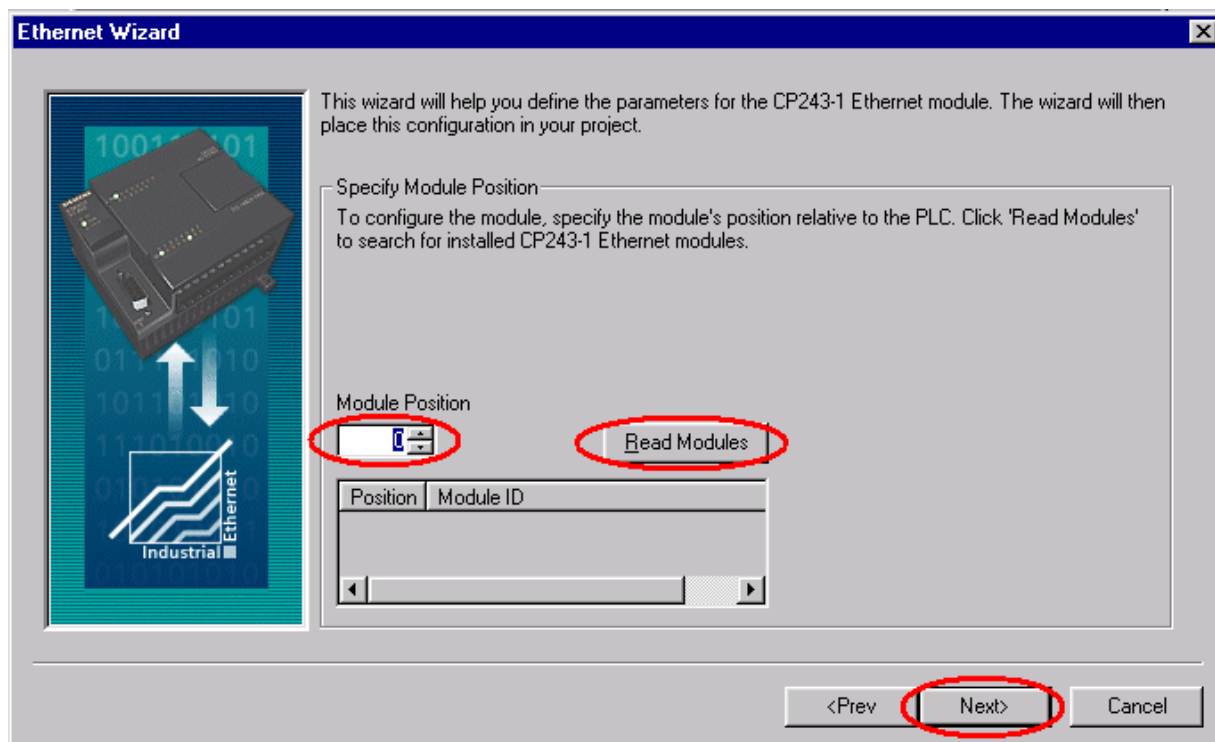 Ethernet Wizard
This wizard will help you define the parameters for the CP243-1 Ethernet module. The wizard will then
place this configuration in your project.
Specify Module Position
To configure the module, specify the module's position relative to the PLC. Click 'Read Modules'
to search for installed CP243-1 Ethernet modules.
Module Position
0
Read Modules
Position Module ID
Industrial Ethernet
<Prev Next> Cancel